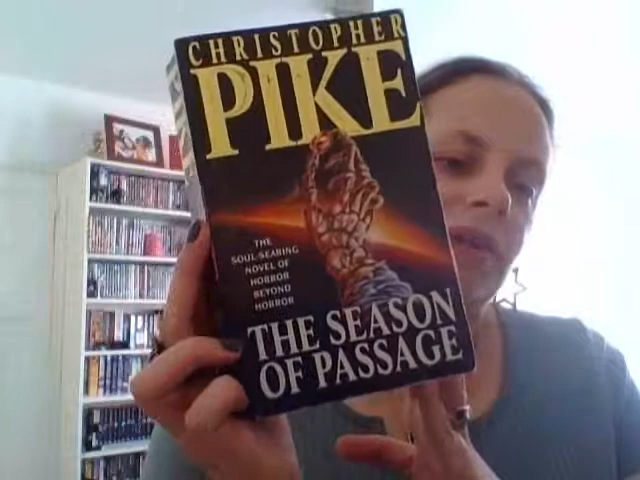 CHRISTOPHER
PIKE
THE
SOUL-SEARING
NOVEL OF
HORROR
BEYOND
HORROR
THE SEASON
OF PASSAGE